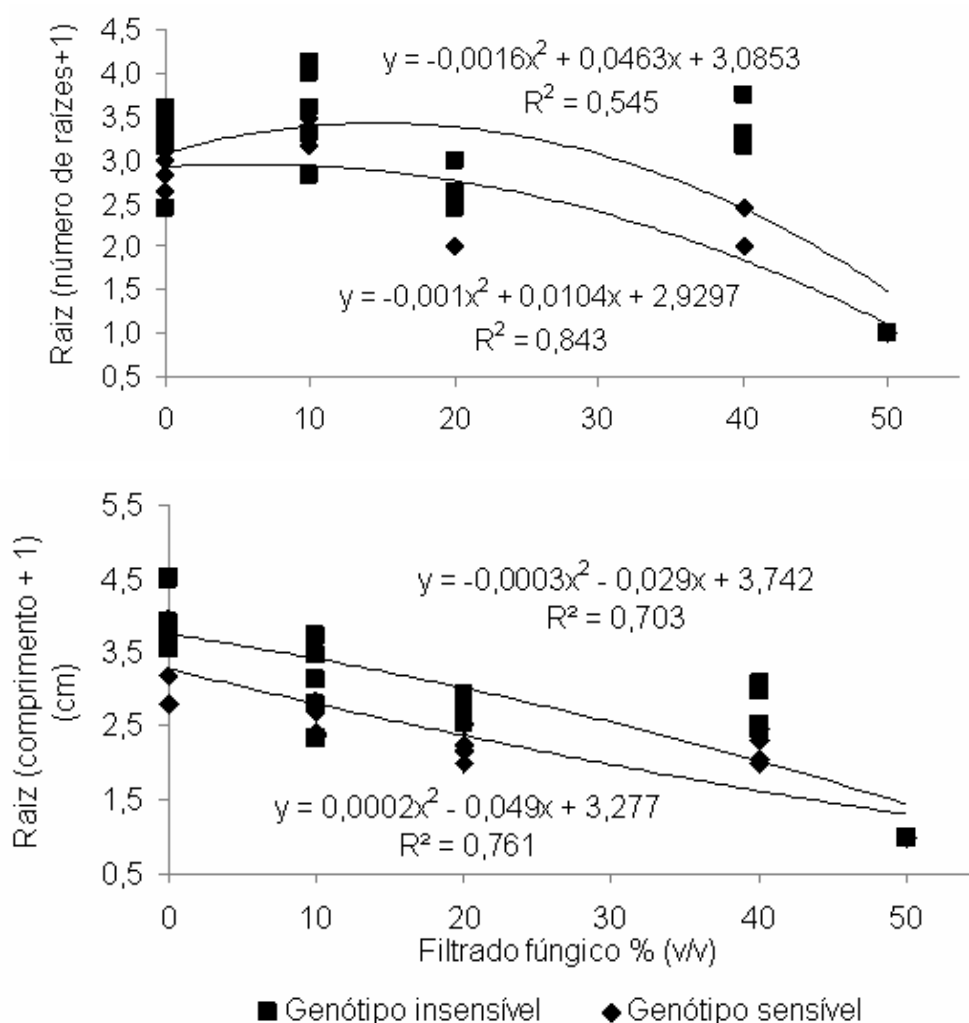 Raiz (número de raízes+1)
4,5
4,0
3,5
3,0
2,5
2,0
1,5
1,0
0,5
y = -0,0016x² + 0,0463x + 3,0853
R² = 0,545
y = -0,001x² + 0,0104x + 2,9297
R² = 0,843
0 10 20 30 40 50
Raiz (comprimento + 1)
(cm)
5,5
4,5
3,5
2,5
1,5
0,5
y = -0,0003x² - 0,029x + 3,742
R² = 0,703
y = 0,0002x² - 0,049x + 3,277
R² = 0,761
0 10 20 30 40 50
Filtrado fúngico % (v/v)
Genótipo insensível Genótipo sensível